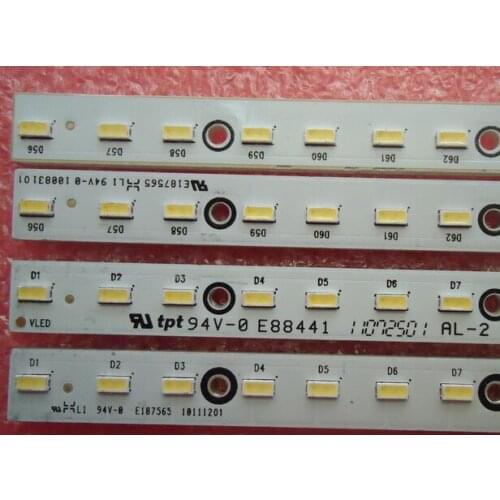 D56 D57 D58 D59 D60 D61 D62
E187565 LI 94V-0 10083101
D56 D57 D58 D59 D60 D61 D62
D1 D2 D3 D4 D5 D6 D7
VLED tpt 94V-0 E88441 11072501 AL-2
D1 D2 D3 D4 D5 D6 D7
LI 94V-0 E187565 10111201